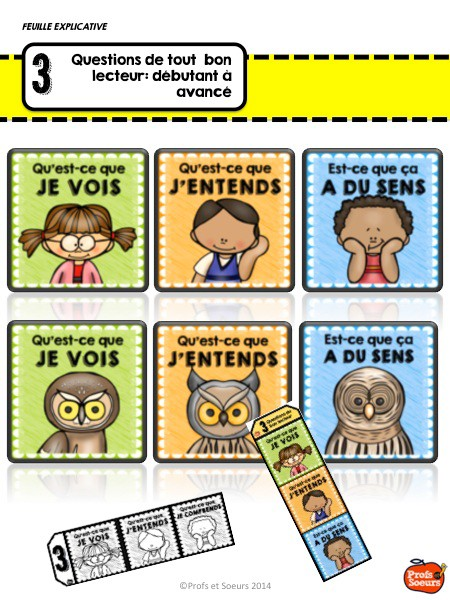 FEUILLE EXPLICATIVE
3
Questions de tout bon
lecteur: débutant à
avancé
Qu'est-ce que
JE VOIS
Qu'est-ce que
J'ENTENDS
Est-ce que ça
A DU SENS
Qu'est-ce que
JE VOIS
Qu'est-ce que
J'ENTENDS
Est-ce que ça
A DU SENS
3 Questions du
bon lecteur
Qu'est-ce que
JE VOIS
Qu'est-ce que
J'ENTENDS
Est-ce que ça
A DU SENS
3
Qu'est-ce que
JE VOIS
Qu'est-ce que
J'ENTENDS
Qu'est-ce que
JE COMPRENDS
©Profs et Soeurs 2014
Profs
et
Soeurs